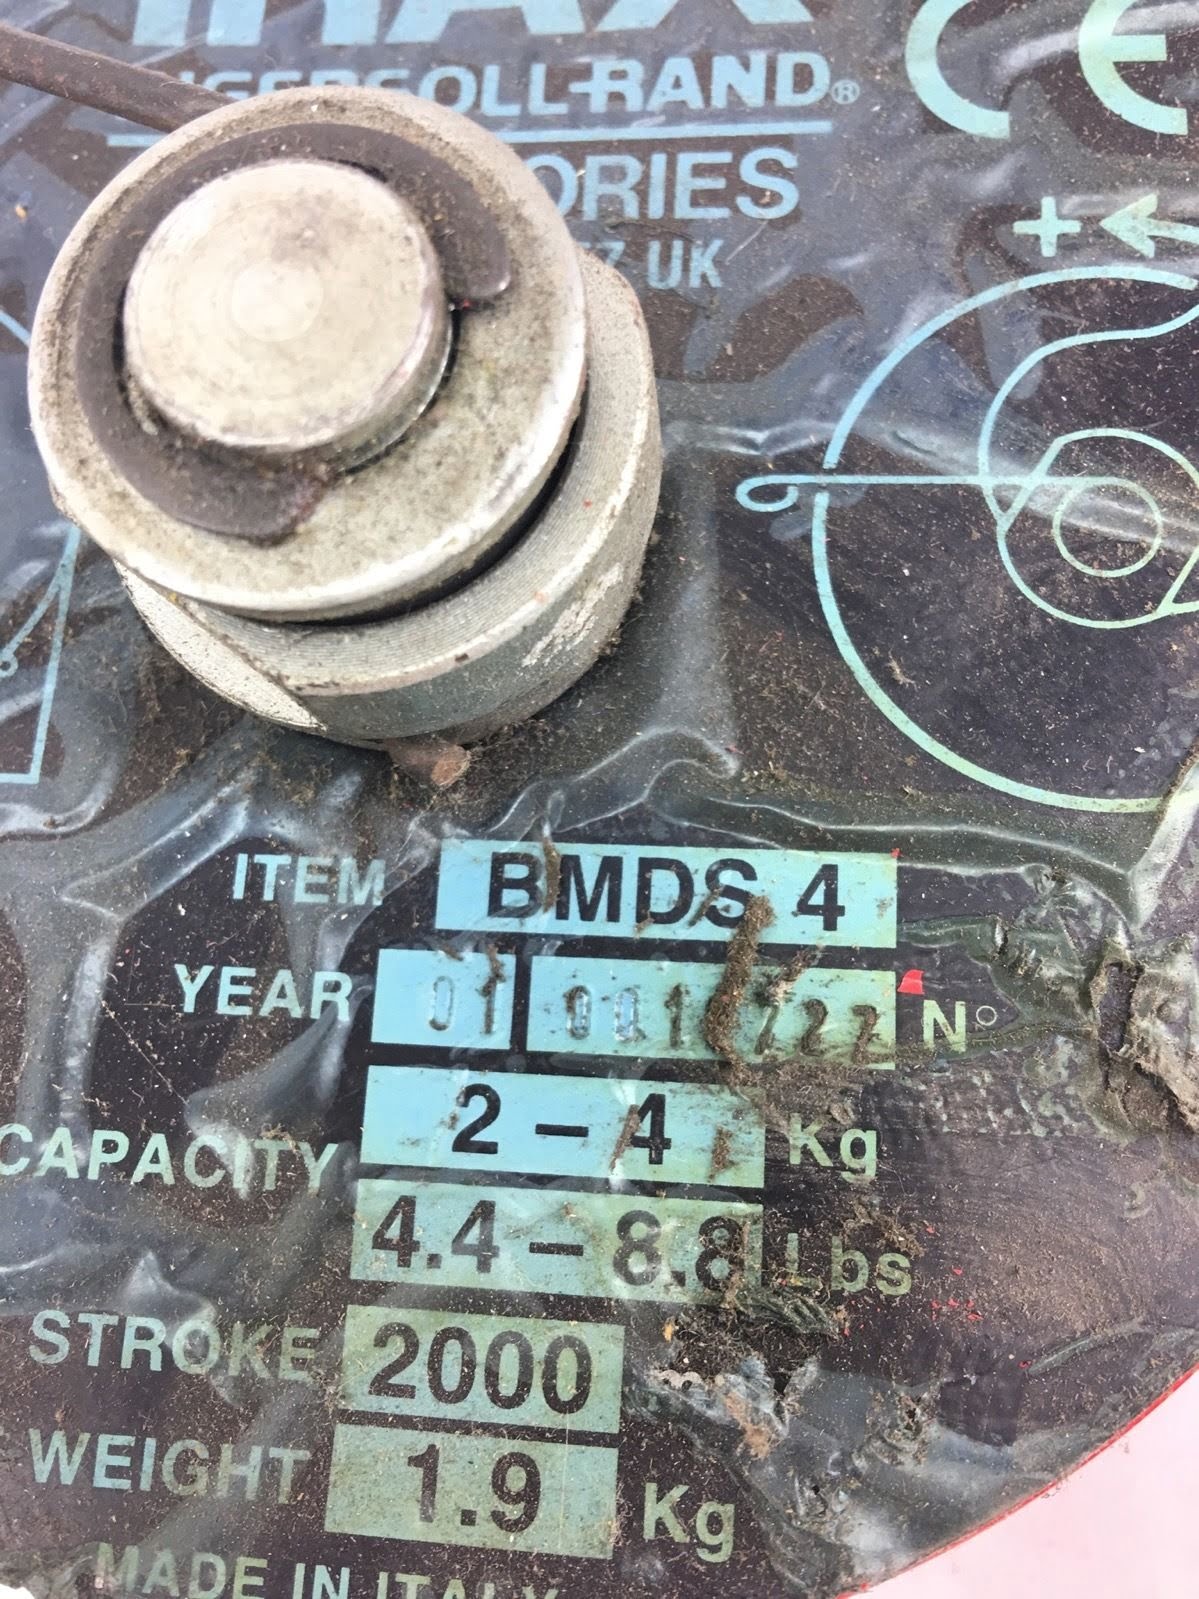 INGERSOLL-RAND®
CE
UK
+
ITEM BMDS 4
YEAR 01 N°
CAPACITY 2 – 4 Kg
4.4 – 8.8 Lbs
STROKE 2000
WEIGHT 1.9 Kg
MADE IN ITALY